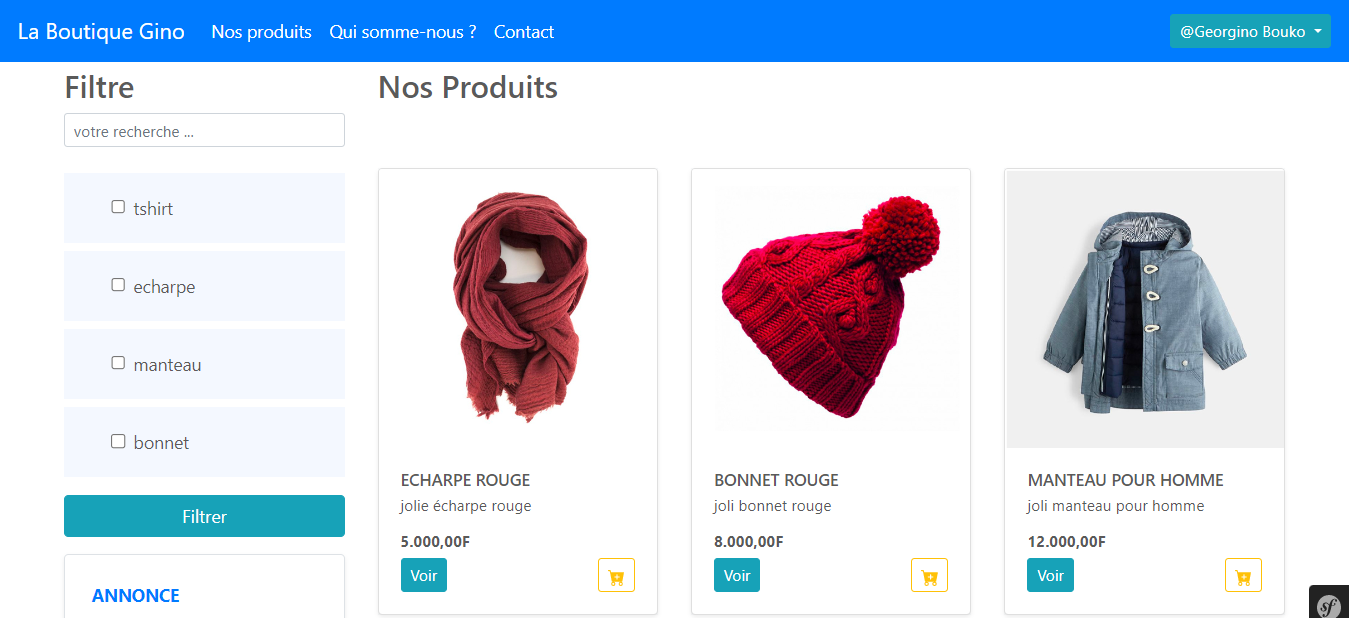 La Boutique Gino Nos produits Qui somme-nous ? Contact @Georgino Bouko
Filtre
votre recherche ...
tshirt
echarpe
manteau
bonnet
Filtrer
ANNONCE
Nos Produits
ECHARPE ROUGE
jolie écharpe rouge
5.000,00F
Voir
BONNET ROUGE
joli bonnet rouge
8.000,00F
Voir
MANTEAU POUR HOMME
joli manteau pour homme
12.000,00F
Voir
sf